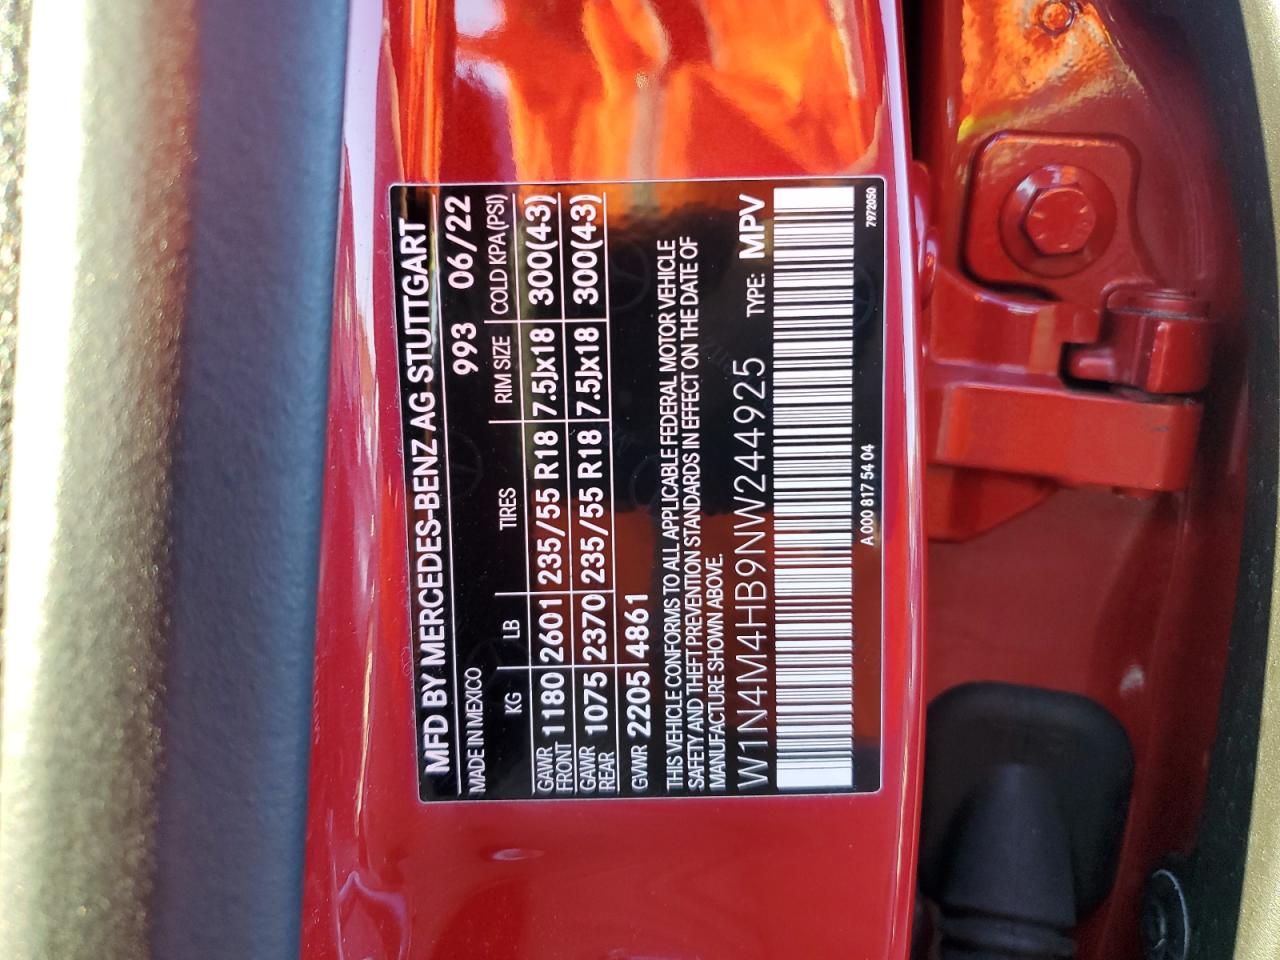 MFD BY MERCEDES-BENZ AG STUTTGART
MADE IN MEXICO 993 06/22
KG LB TIRES RIM SIZE COLD KPA(PSI)
GAWR FRONT 1180 2601 235/55 R18 7.5Jx18 300(43)
GAWR REAR 1075 2370 235/55 R18 7.5Jx18 300(43)
GVWR 2205 4861
THIS VEHICLE CONFORMS TO ALL APPLICABLE FEDERAL MOTOR VEHICLE
SAFETY AND THEFT PREVENTION STANDARDS IN EFFECT ON THE DATE OF
MANUFACTURE SHOWN ABOVE.
W1N4M4HB9NW244925 TYPE: MPV
A 000 817 54 04 7972050